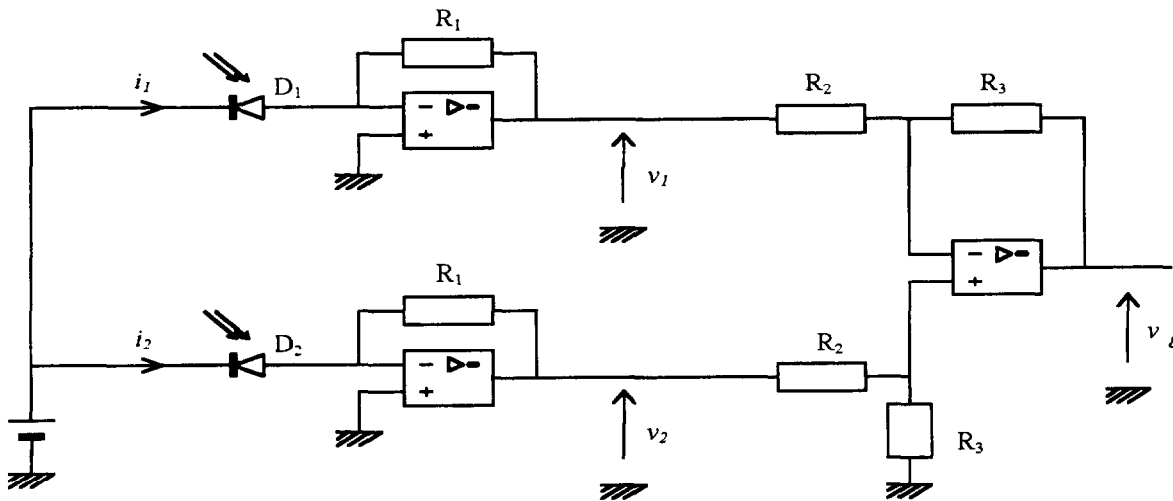 R₁
i₁ D₁ R₂ R₃
- ▷∞
+
v₁
- ▷∞
+
R₁
i₂ D₂ R₂
- ▷∞
+
v₂
R₃